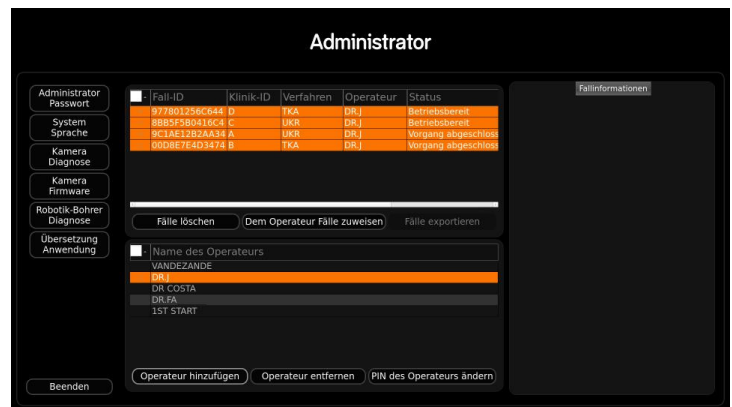 Administrator
Administrator
Passwort
System
Sprache
Kamera
Diagnose
Kamera
Firmware
Robotik-Bohrer
Diagnose
Übersetzung
Anwendung
Beenden
- Fall-ID Klinik-ID Verfahren Operateur Status
977801256C644 D TKA DR.J Betriebsbereit
8BB5F5B0416C4 C UKR DR.J Betriebsbereit
9C1AE12B2AA34 A UKR DR.J Vorgang abgeschloss
00D8E7E4D3474 B TKA DR.J Vorgang abgeschloss
Fälle löschen Dem Operateur Fälle zuweisen Fälle exportieren
- Name des Operateurs
VANDEZANDE
DR.J
DR COSTA
DR.FA
1ST START
Operateur hinzufügen Operateur entfernen PIN des Operateurs ändern
Fallinformationen